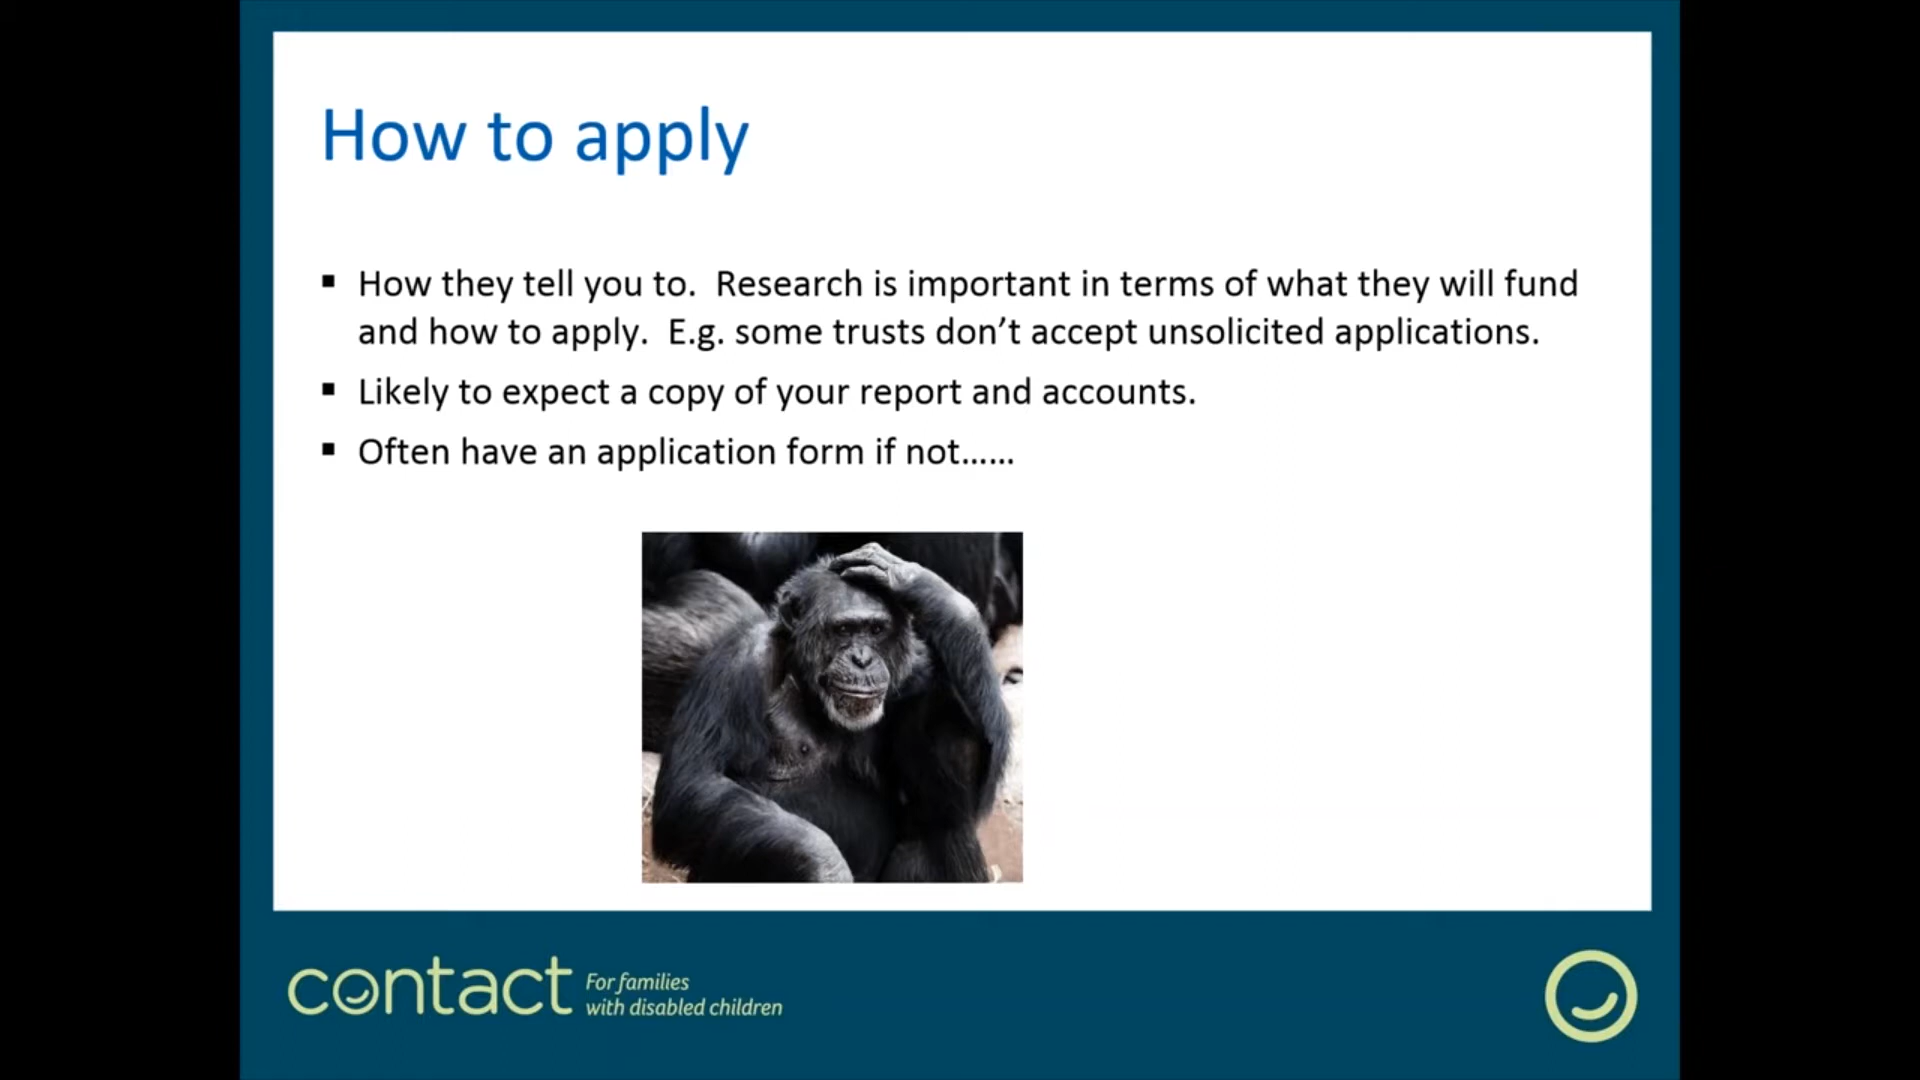 How to apply
▪ How they tell you to.  Research is important in terms of what they will fund
and how to apply.  E.g. some trusts don’t accept unsolicited applications.
▪ Likely to expect a copy of your report and accounts.
▪ Often have an application form if not......
contact
For families
with disabled children